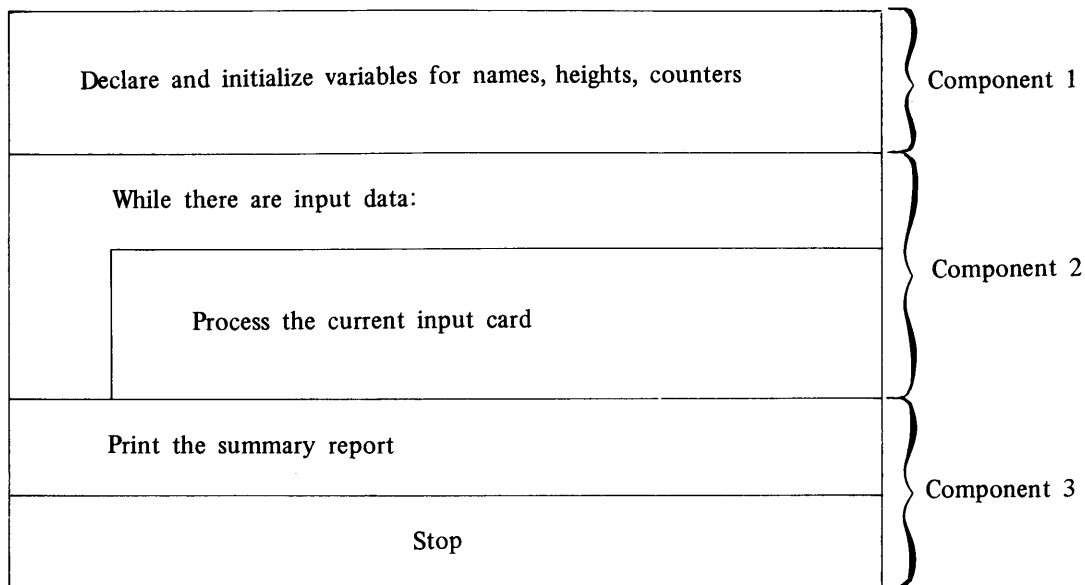 Declare and initialize variables for names, heights, counters
Component 1
While there are input data:
Component 2
Process the current input card
Print the summary report
Component 3
Stop